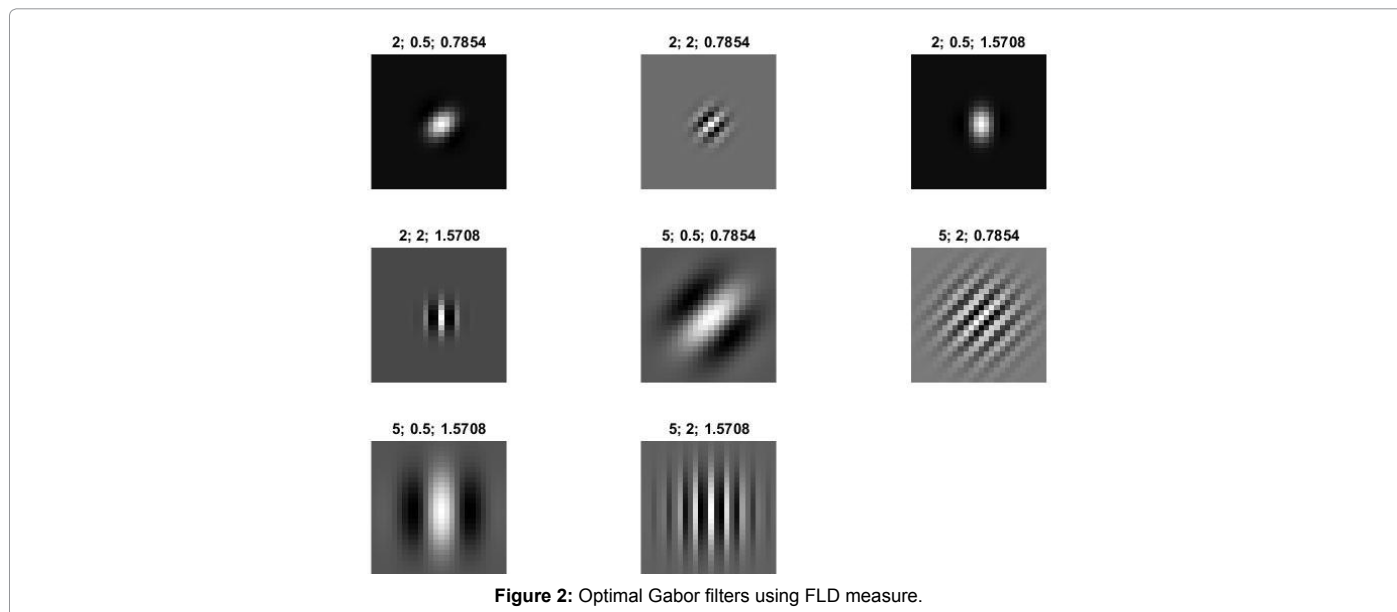 2; 0.5; 0.7854
2; 2; 0.7854
2; 0.5; 1.5708
2; 2; 1.5708
5; 0.5; 0.7854
5; 2; 0.7854
5; 0.5; 1.5708
5; 2; 1.5708
Figure 2: Optimal Gabor filters using FLD measure.